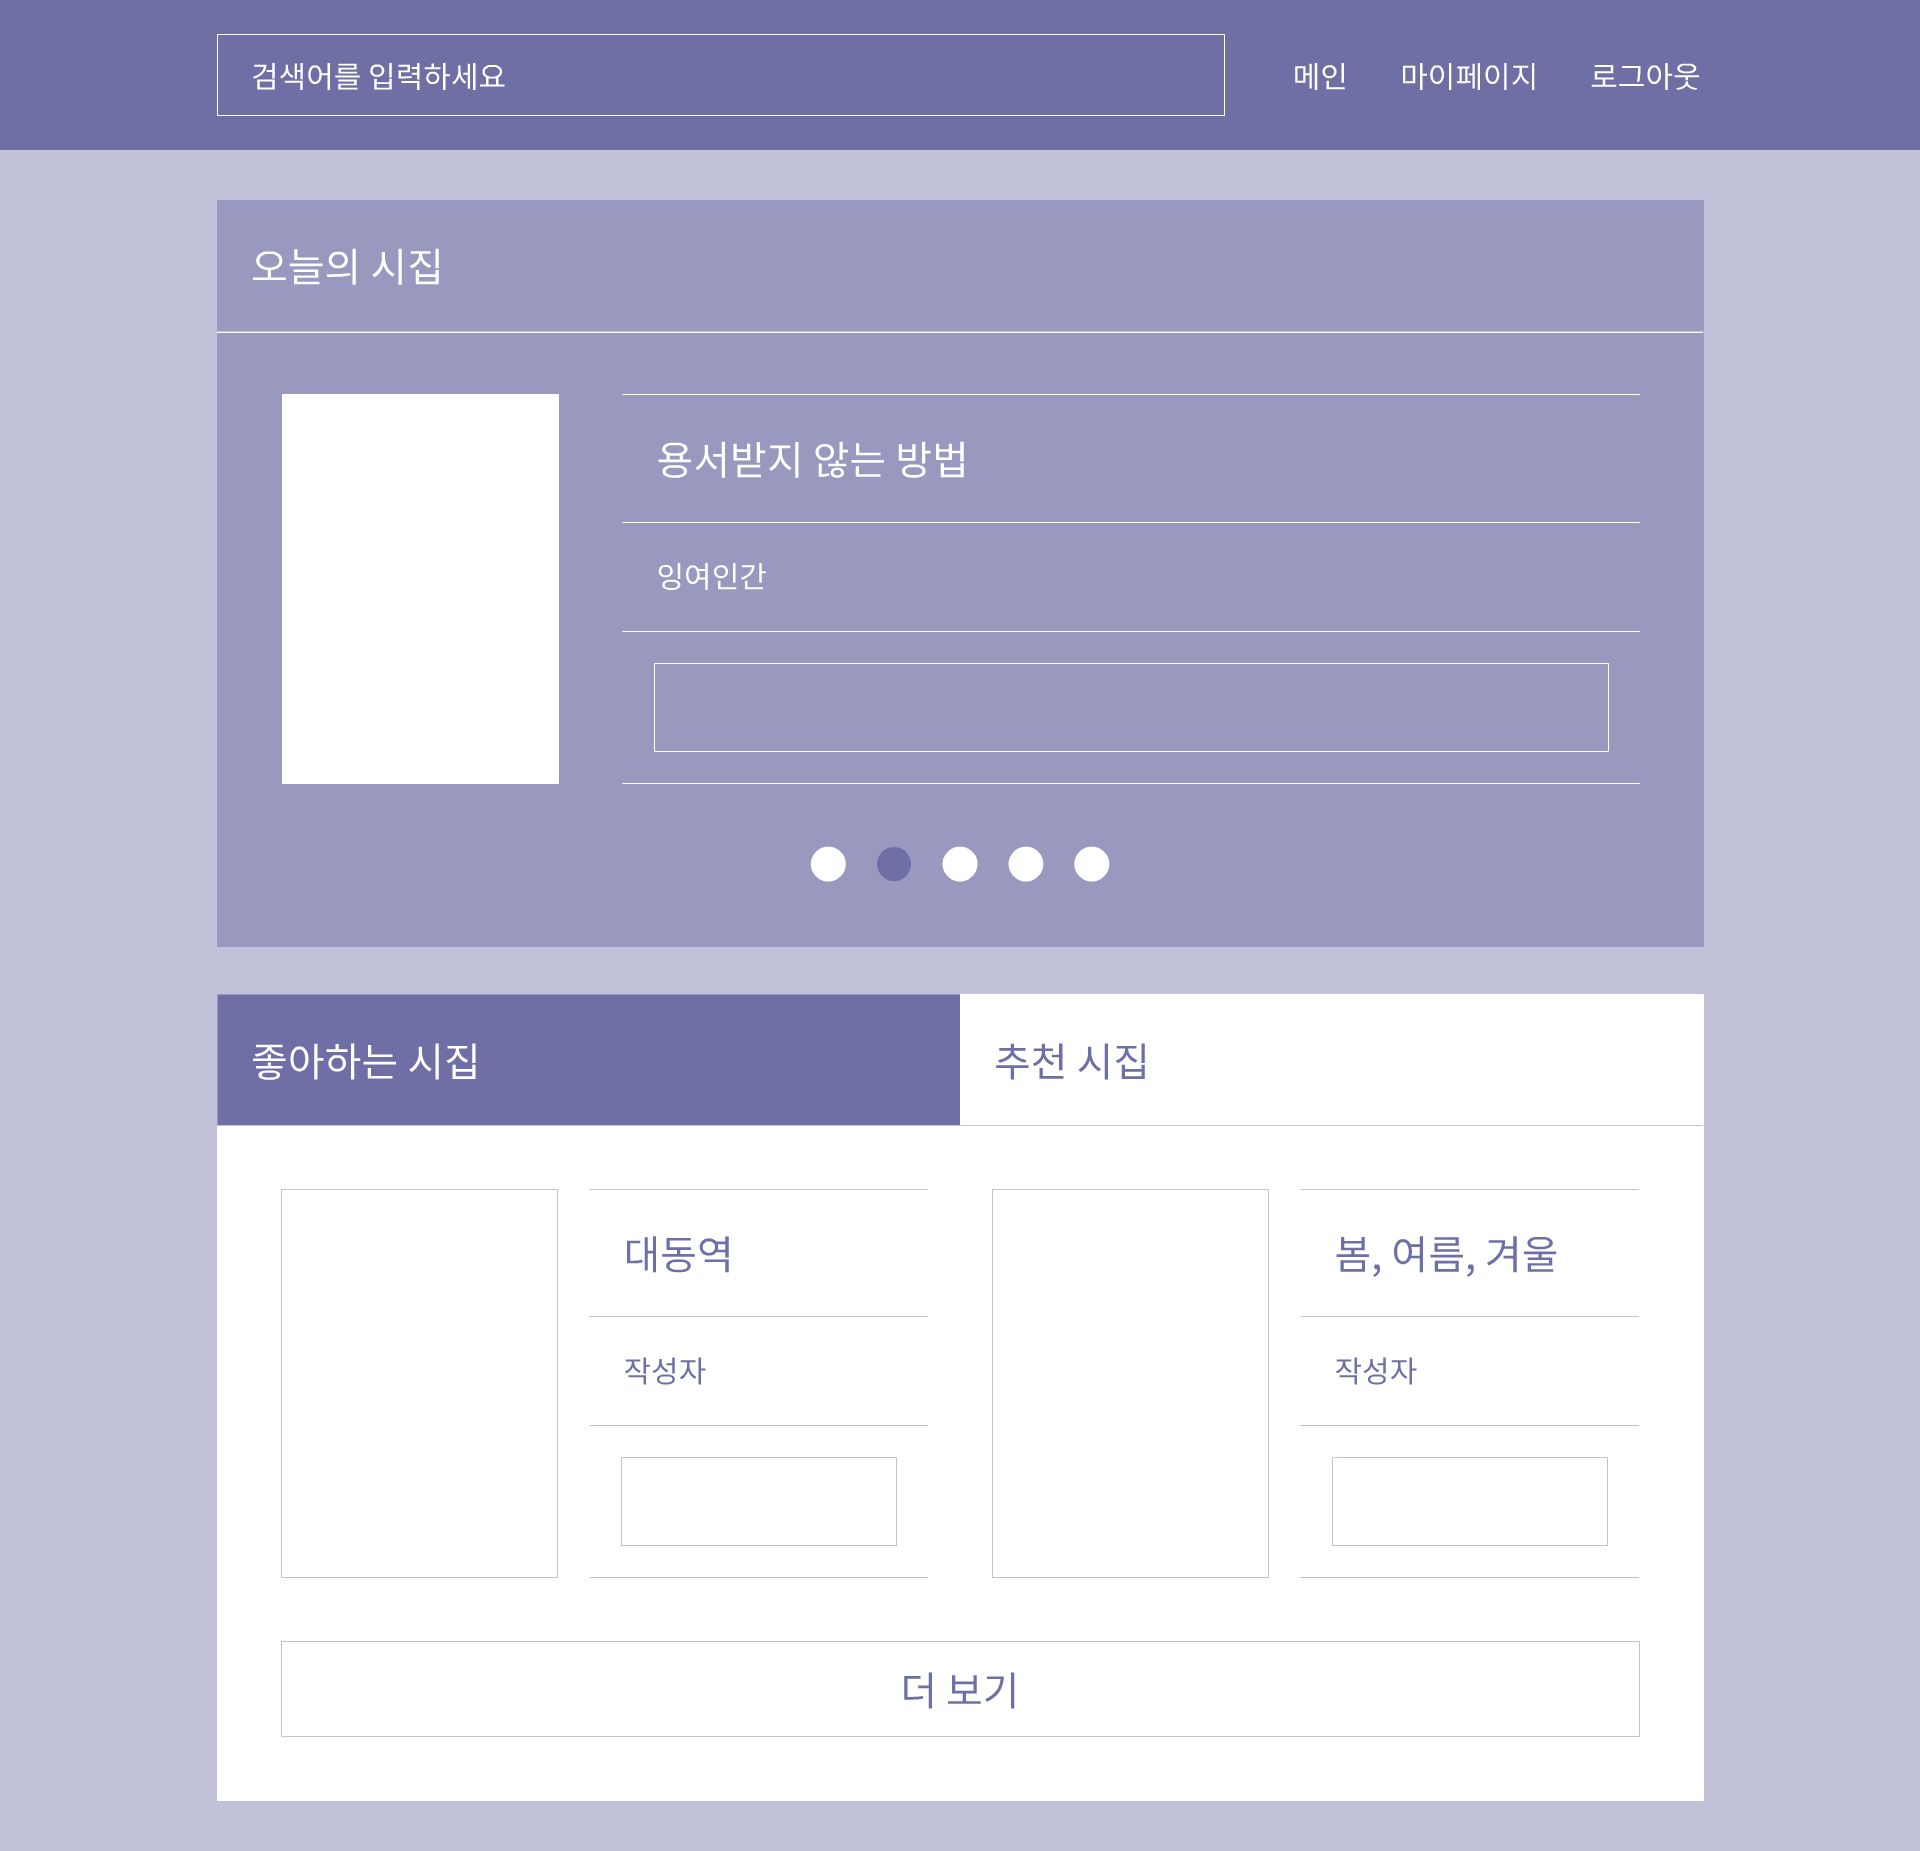 검색어를 입력하세요
메인
마이페이지
로그아웃
오늘의 시집
용서받지 않는 방법
잉여인간
좋아하는 시집
추천 시집
대동역
작성자
봄, 여름, 겨울
작성자
더 보기